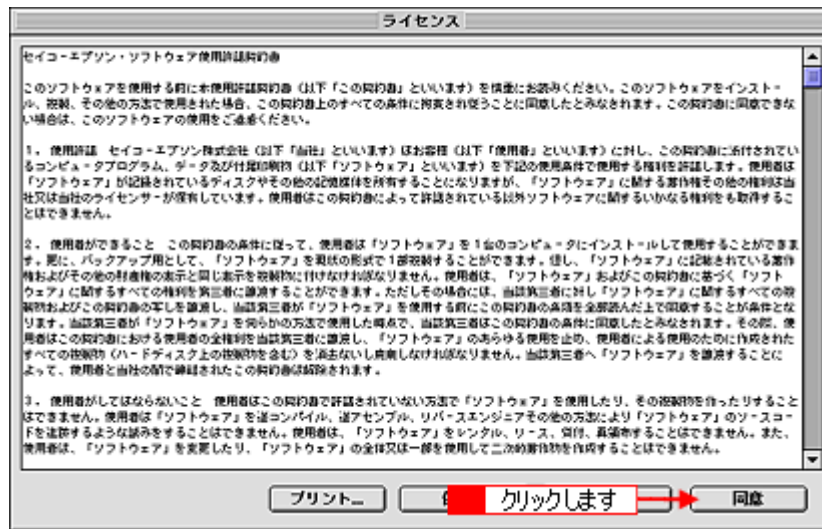 ライセンス
セイコーエプソン・ソフトウェア使用許諾契約書
このソフトウェアを使用する前に本使用許諾契約書（以下「この契約書」といいます）を慎重にお読みください。このソフトウェアをインストー
ル、複製、その他の方法で使用された場合、この契約書上のすべての条件に拘束され従うことに同意したとみなされます。この契約書に同意できな
い場合は、このソフトウェアの使用をご遠慮ください。
1. 使用許諾 セイコーエプソン株式会社（以下「当社」といいます）はお客様（以下「使用者」といいます）に対し、この契約書に添付されてい
るコンピュータプログラム、データ及び付属印刷物（以下「ソフトウェア」といいます）を下記の使用条件で使用する権利を許諾します。使用者は
「ソフトウェア」が記録されているディスクやその他の記憶媒体を所有することになりますが、「ソフトウェア」に関する著作権その他の権利は当
社又は当社のライセンサーが保有しています。使用者はこの契約書によって許諾されている以外ソフトウェアに関するいかなる権利をも取得するこ
とはできません。
2. 使用者ができること この契約書の条件に従って、使用者は「ソフトウェア」を1台のコンピュータにインストールして使用することができま
す。更に、バックアップ用として、「ソフトウェア」を現状の形式で1部複製することができます。但し、「ソフトウェア」に記載されている著作
権およびその他の財産権の表示と同じ表示を複製物に付けなければなりません。使用者は、「ソフトウェア」およびこの契約書に基づく「ソフト
ウェア」に関するすべての権利を第三者に譲渡することができます。ただしその場合には、当該第三者に対し「ソフトウェア」に関するすべての複
製物およびこの契約書の写しを譲渡し、当該第三者が「ソフトウェア」を使用する前にこの契約書の条項を全部読んだ上で同意することが条件とな
ります。当該第三者が「ソフトウェア」を何らかの方法で使用した時点で、当該第三者はこの契約書の条件に同意したとみなされます。その際、使
用者はこの契約書における使用者の全権利を当該第三者に譲渡し、「ソフトウェア」のあらゆる使用を止め、使用者による使用のために作成された
すべての複製物（ハードディスク上の複製物を含む）を消去ないし廃棄しなければなりません。当該第三者へ「ソフトウェア」を譲渡することに
よって、使用者と当社の間で締結されたこの契約書は解除されます。
3. 使用者がしてはならないこと 使用者はこの契約書で許諾されていない方法で「ソフトウェア」を使用したり、その複製物を作ったりすること
はできません。使用者は「ソフトウェア」を逆コンパイル、逆アセンブル、リバースエンジニアその他の方法により「ソフトウェア」のソースコー
ドを追跡するような試みをすることはできません。使用者は、「ソフトウェア」をレンタル、リース、貸付、再頒布することはできません。また、
使用者は、「ソフトウェア」を変更したり、「ソフトウェア」の全体又は一部を使用して二次的著作物を作成することはできません。
プリント... クリックします 同意